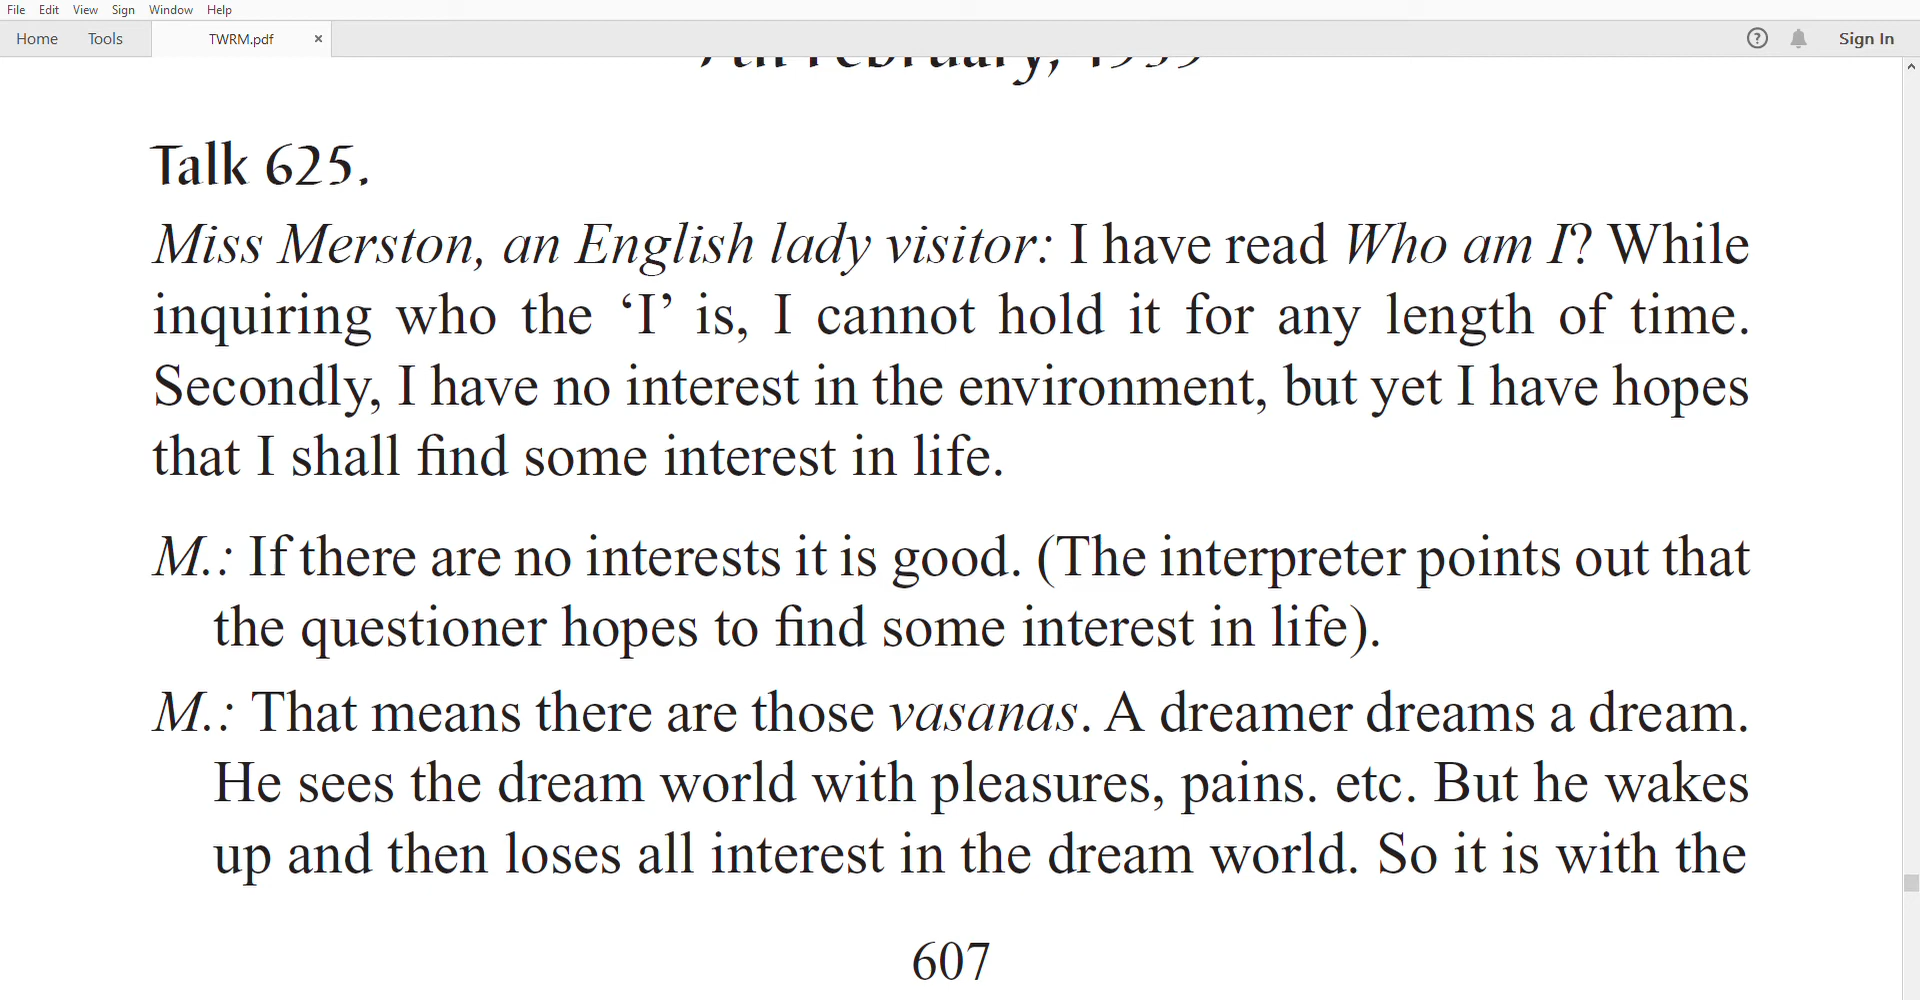 File Edit View Sign Window Help
Home Tools TWRM.pdf × ? Sign In
7th February, 1939
Talk 625.
Miss Merston, an English lady visitor: I have read Who am I? While
inquiring who the ‘I’ is, I cannot hold it for any length of time.
Secondly, I have no interest in the environment, but yet I have hopes
that I shall find some interest in life.
M.: If there are no interests it is good. (The interpreter points out that
the questioner hopes to find some interest in life).
M.: That means there are those vasanas. A dreamer dreams a dream.
He sees the dream world with pleasures, pains. etc. But he wakes
up and then loses all interest in the dream world. So it is with the
607